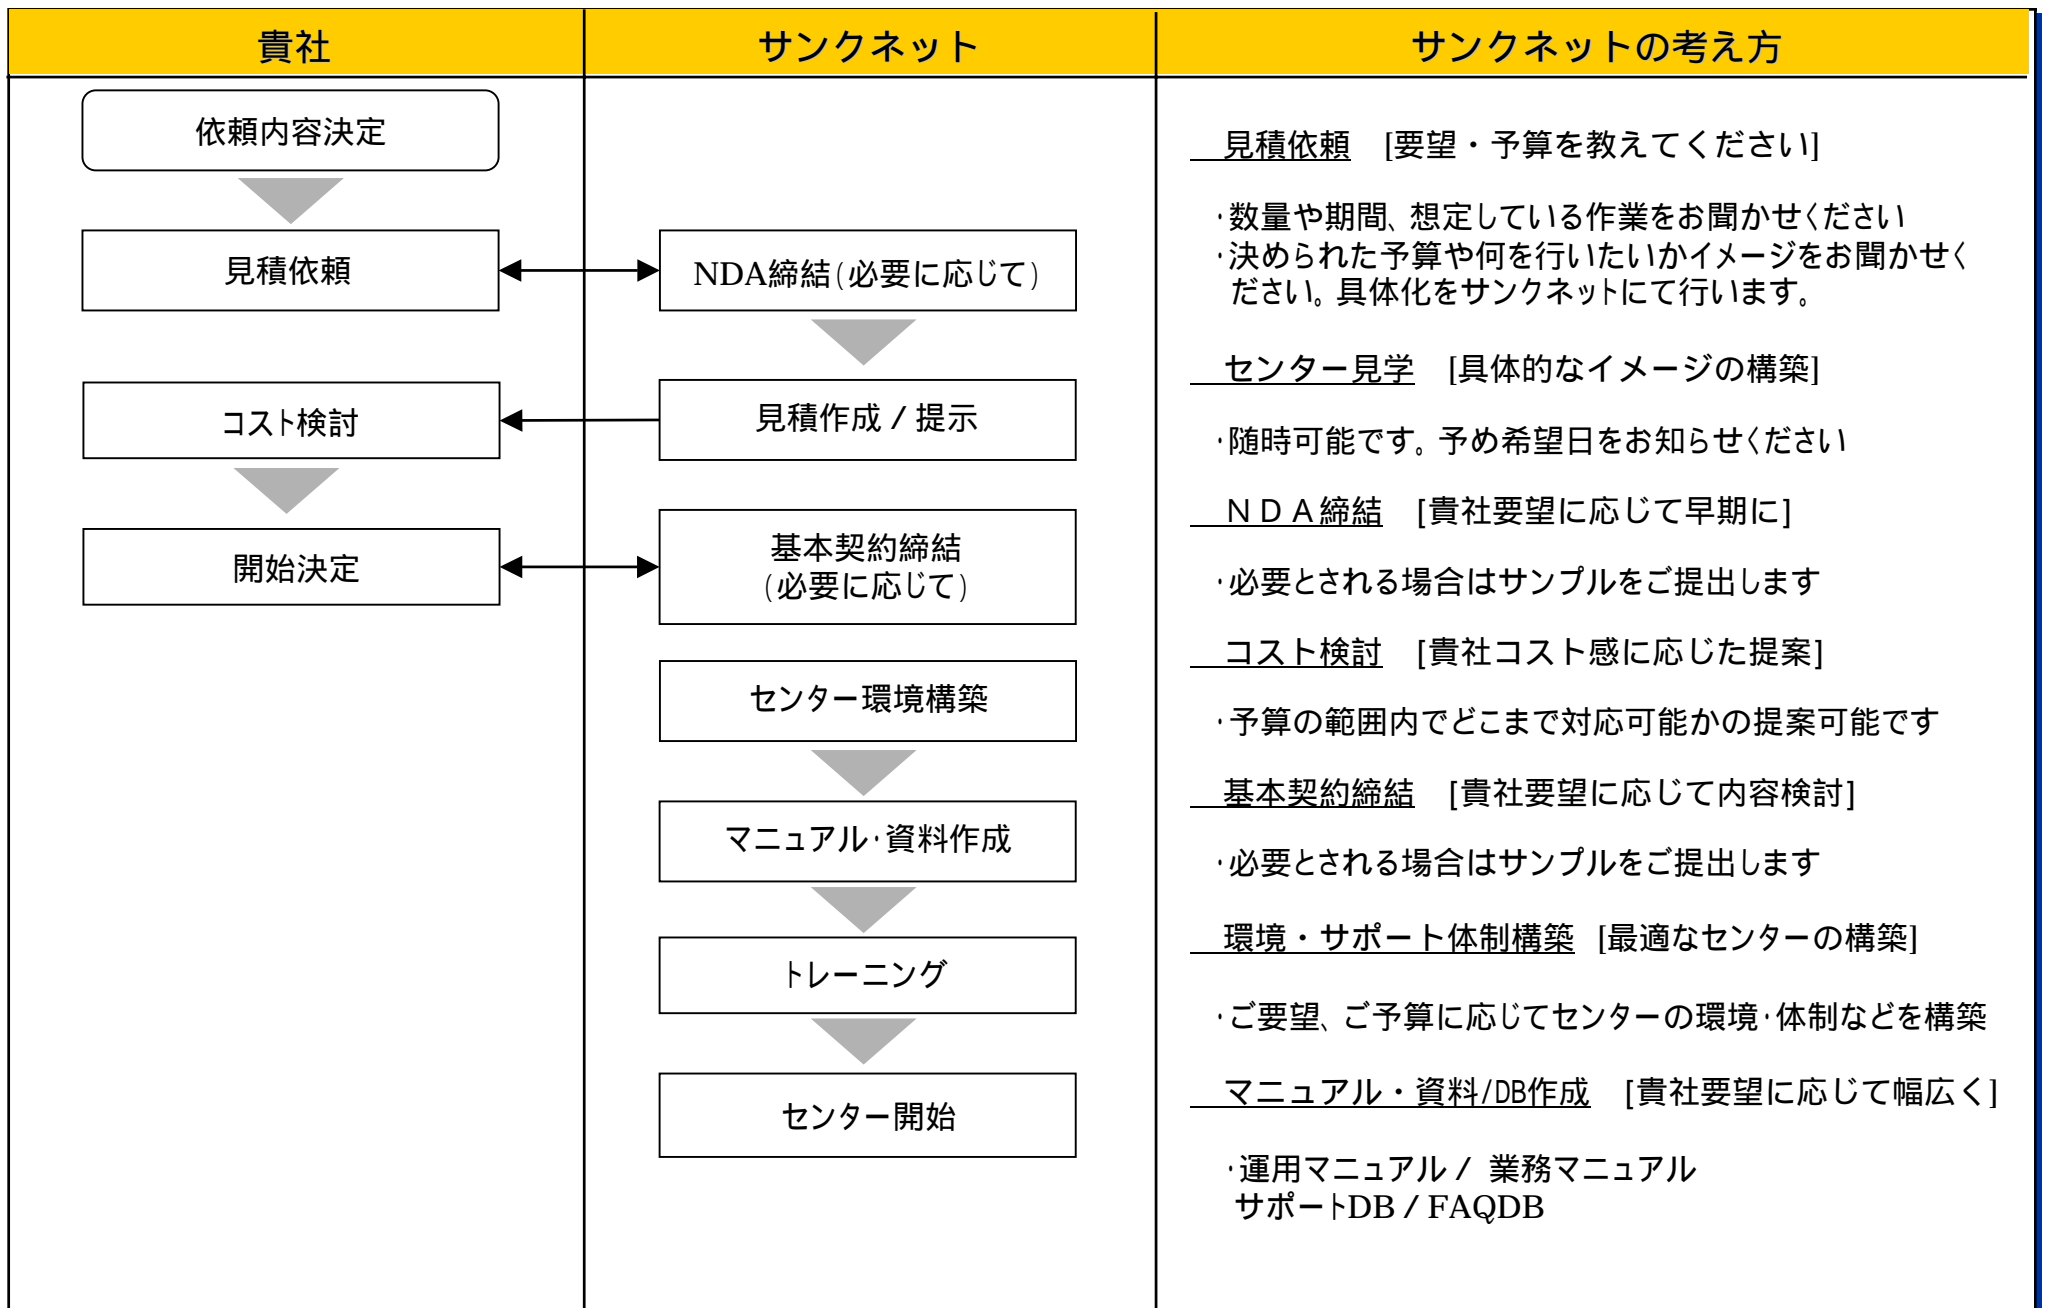 貴社
サンクネット
サンクネットの考え方
依頼内容決定
見積依頼
コスト検討
開始決定
NDA締結(必要に応じて)
見積作成 / 提示
基本契約締結
(必要に応じて)
センター環境構築
マニュアル・資料作成
トレーニング
センター開始
見積依頼 [要望・予算を教えてください]
・数量や期間、想定している作業をお聞かせください
・決められた予算や何を行いたいかイメージをお聞かせく
ださい。具体化をサンクネットにて行います。
センター見学 [具体的なイメージの構築]
・随時可能です。予め希望日をお知らせください
ＮＤＡ締結 [貴社要望に応じて早期に]
・必要とされる場合はサンプルをご提出します
コスト検討 [貴社コスト感に応じた提案]
・予算の範囲内でどこまで対応可能かの提案可能です
基本契約締結 [貴社要望に応じて内容検討]
・必要とされる場合はサンプルをご提出します
環境・サポート体制構築 [最適なセンターの構築]
・ご要望、ご予算に応じてセンターの環境・体制などを構築
マニュアル・資料/DB作成 [貴社要望に応じて幅広く]
・運用マニュアル / 業務マニュアル
サポートDB / FAQDB